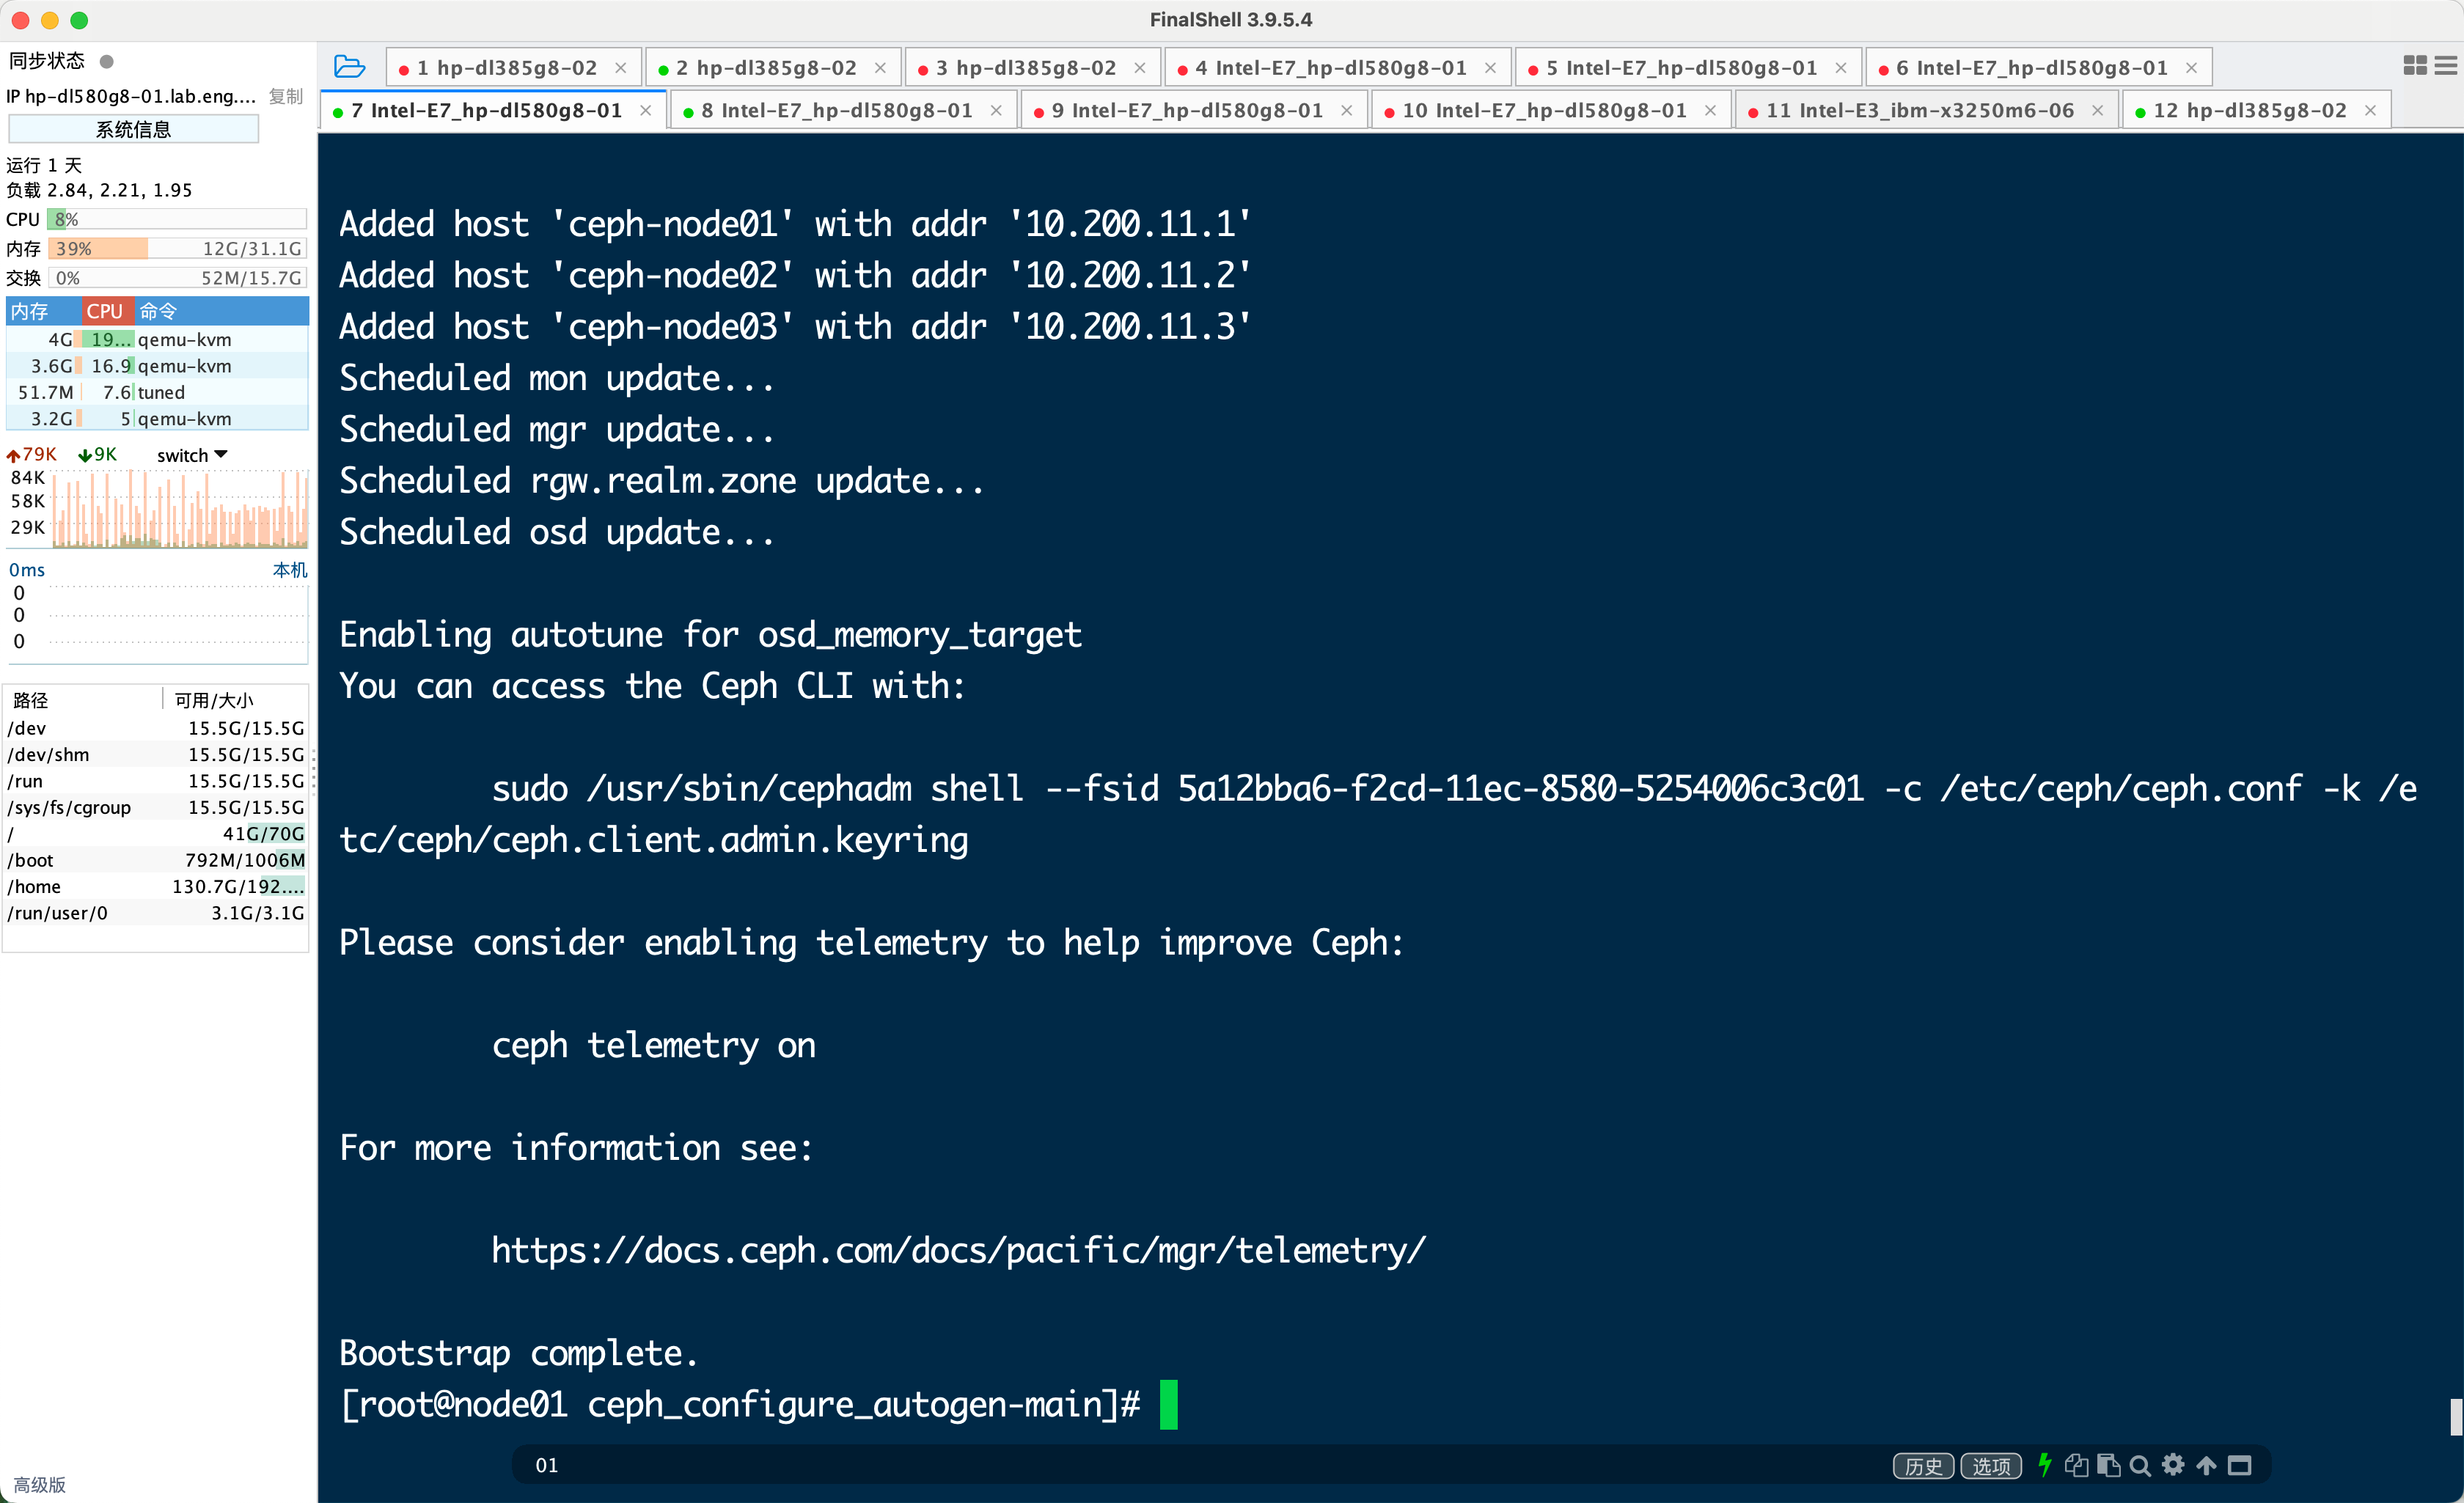 FinalShell 3.9.5.4
同步状态
IP hp-dl580g8-01.lab.eng.... 复制
系统信息
运行 1 天
负载 2.84, 2.21, 1.95
CPU 8%
内存 39% 12G/31.1G
交换 0% 52M/15.7G
内存 CPU 命令
4G 19... qemu-kvm
3.6G 16.9 qemu-kvm
51.7M 7.6 tuned
3.2G 5 qemu-kvm
79K 9K switch
84K
58K
29K
0ms 本机
0
0
0
路径 可用/大小
/dev 15.5G/15.5G
/dev/shm 15.5G/15.5G
/run 15.5G/15.5G
/sys/fs/cgroup 15.5G/15.5G
/ 41G/70G
/boot 792M/1006M
/home 130.7G/192....
/run/user/0 3.1G/3.1G
高级版
1 hp-dl385g8-02 2 hp-dl385g8-02 3 hp-dl385g8-02 4 Intel-E7_hp-dl580g8-01 5 Intel-E7_hp-dl580g8-01 6 Intel-E7_hp-dl580g8-01
7 Intel-E7_hp-dl580g8-01 8 Intel-E7_hp-dl580g8-01 9 Intel-E7_hp-dl580g8-01 10 Intel-E7_hp-dl580g8-01 11 Intel-E3_ibm-x3250m6-06 12 hp-dl385g8-02
Added host 'ceph-node01' with addr '10.200.11.1'
Added host 'ceph-node02' with addr '10.200.11.2'
Added host 'ceph-node03' with addr '10.200.11.3'
Scheduled mon update...
Scheduled mgr update...
Scheduled rgw.realm.zone update...
Scheduled osd update...
Enabling autotune for osd_memory_target
You can access the Ceph CLI with:
sudo /usr/sbin/cephadm shell --fsid 5a12bba6-f2cd-11ec-8580-5254006c3c01 -c /etc/ceph/ceph.conf -k /e
tc/ceph/ceph.client.admin.keyring
Please consider enabling telemetry to help improve Ceph:
ceph telemetry on
For more information see:
https://docs.ceph.com/docs/pacific/mgr/telemetry/
Bootstrap complete.
[root@node01 ceph_configure_autogen-main]#
01 历史 选项